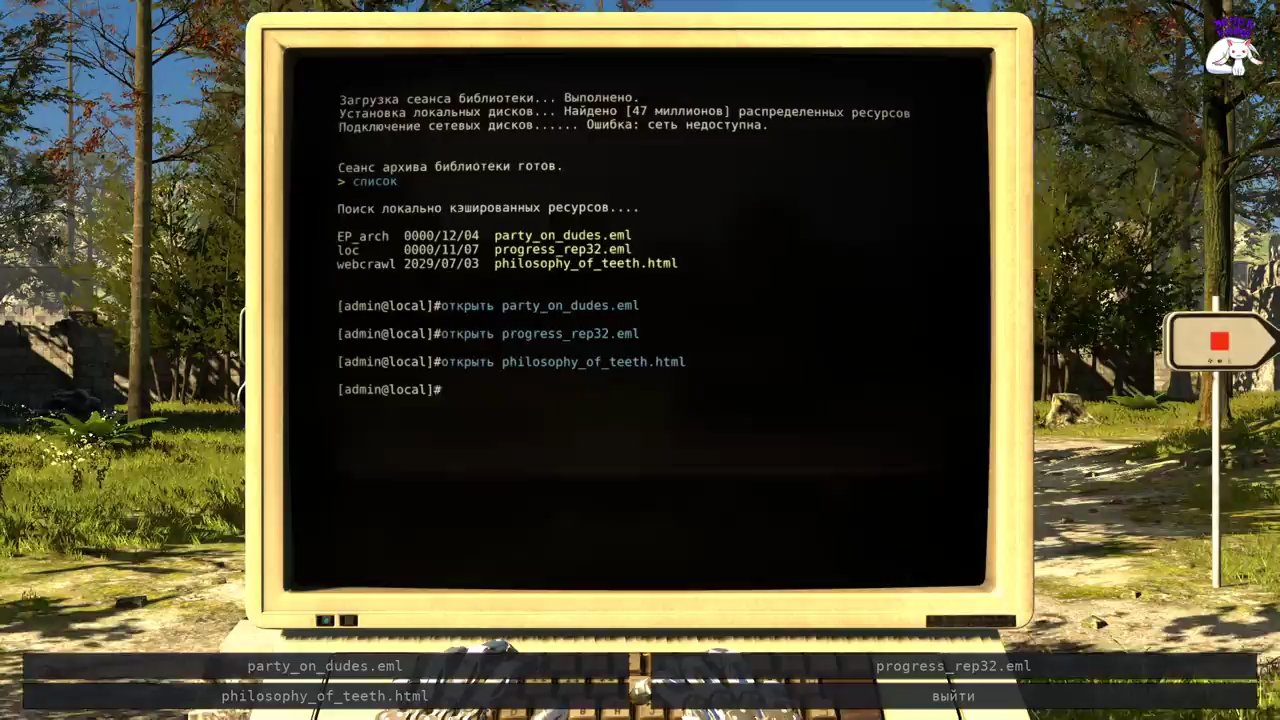 Загрузка сеанса библиотеки... Выполнено.
Установка локальных дисков... Найдено [47 миллионов] распределенных ресурсов
Подключение сетевых дисков...... Ошибка: сеть недоступна.
Сеанс архива библиотеки готов.
> список
Поиск локально кэшированных ресурсов....
EP_arch 0000/12/04 party_on_dudes.eml
loc 0000/11/07 progress_rep32.eml
webcrawl 2029/07/03 philosophy_of_teeth.html
[admin@local]#открыть party_on_dudes.eml
[admin@local]#открыть progress_rep32.eml
[admin@local]#открыть philosophy_of_teeth.html
[admin@local]#
party_on_dudes.eml
progress_rep32.eml
philosophy_of_teeth.html
выйти